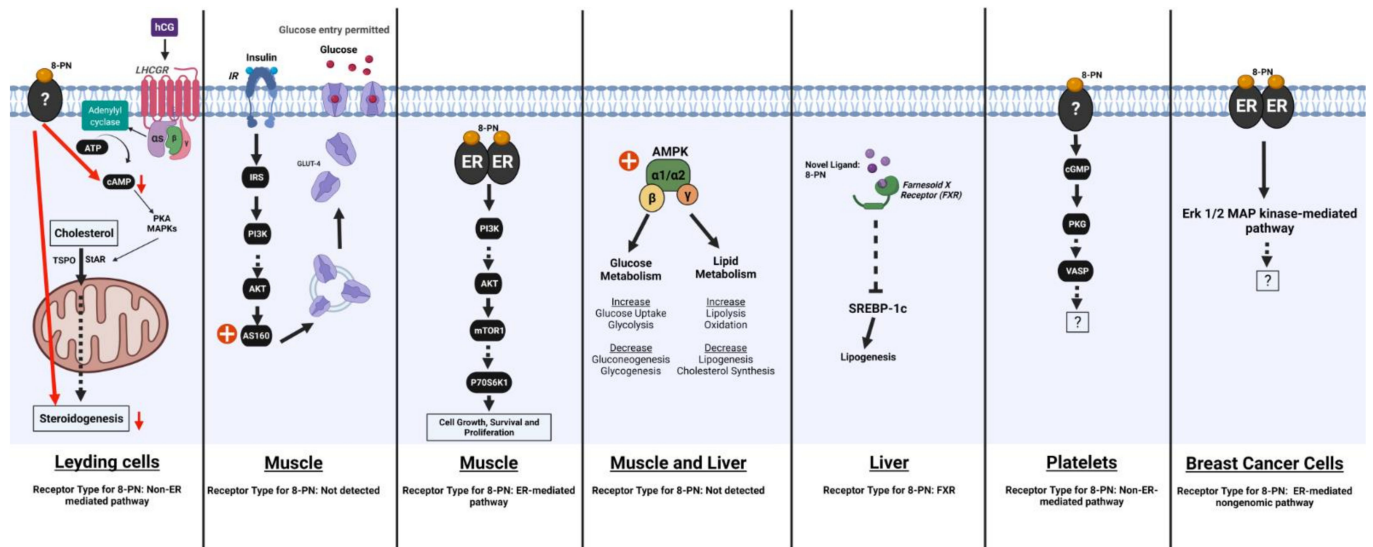 hCG
8-PN
LHCGR
?
Adenylyl
cyclase
αs
β
γ
ATP
cAMP
PKA
MAPKs
Cholesterol
TSPO
StAR
Steroidogenesis
Leyding cells
Receptor Type for 8-PN: Non-ER
mediated pathway
Glucose entry permitted
Insulin
Glucose
IR
IRS
GLUT-4
PI3K
AKT
AS160
Muscle
Receptor Type for 8-PN: Not detected
8-PN
ER ER
PI3K
AKT
mTOR1
P70S6K1
Cell Growth, Survival and
Proliferation
Muscle
Receptor Type for 8-PN: ER-mediated
pathway
AMPK
α1/α2
β
γ
Glucose
Metabolism
Increase
Glucose Uptake
Glycolysis
Decrease
Gluconeogenesis
Glycogenesis
Lipid
Metabolism
Increase
Lipolysis
Oxidation
Decrease
Lipogenesis
Cholesterol Synthesis
Muscle and Liver
Receptor Type for 8-PN: Not detected
Novel Ligand:
8-PN
Farnesoid X
Receptor (FXR)
SREBP-1c
Lipogenesis
Liver
Receptor Type for 8-PN: FXR
8-PN
?
cGMP
PKG
VASP
?
Platelets
Receptor Type for 8-PN: Non-ER-
mediated pathway
8-PN
ER ER
Erk 1/2 MAP kinase-mediated
pathway
?
Breast Cancer Cells
Receptor Type for 8-PN: ER-mediated
nongenomic pathway